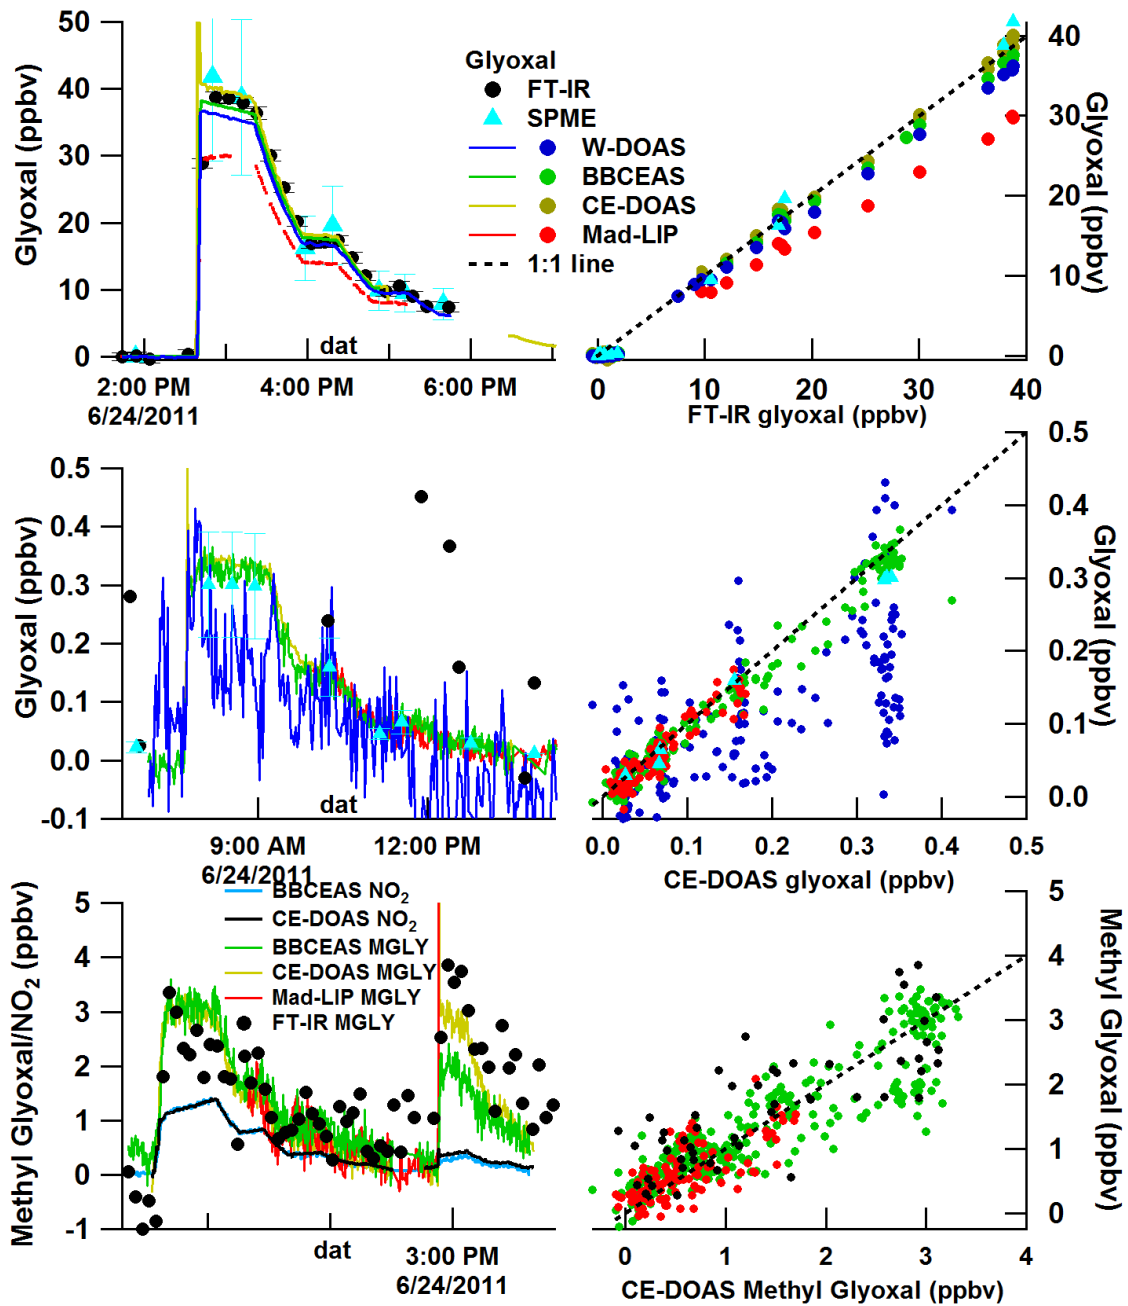 50
40
30
20
10
0
Glyoxal (ppbv)
Glyoxal
FT-IR
SPME
W-DOAS
BBCEAS
CE-DOAS
Mad-LIP
1:1 line
dat
2:00 PM
4:00 PM
6:00 PM
6/24/2011
40
30
20
10
0
Glyoxal (ppbv)
0
10
20
30
40
FT-IR glyoxal (ppbv)
0.5
0.4
0.3
0.2
0.1
0.0
-0.1
Glyoxal (ppbv)
dat
9:00 AM
12:00 PM
6/24/2011
0.5
0.4
0.3
0.2
0.1
0.0
Glyoxal (ppbv)
0.0
0.1
0.2
0.3
0.4
0.5
CE-DOAS glyoxal (ppbv)
5
4
3
2
1
0
-1
Methyl Glyoxal/NO2 (ppbv)
BBCEAS NO2
CE-DOAS NO2
BBCEAS MGLY
CE-DOAS MGLY
Mad-LIP MGLY
FT-IR MGLY
dat
3:00 PM
6/24/2011
5
4
3
2
1
0
Methyl Glyoxal (ppbv)
0
1
2
3
4
CE-DOAS Methyl Glyoxal (ppbv)